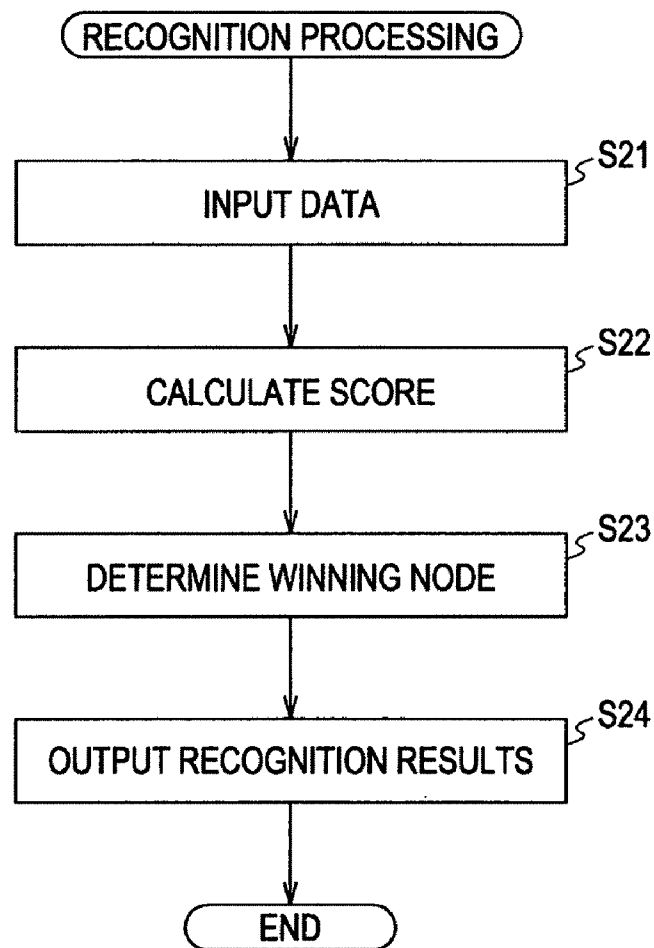 RECOGNITION PROCESSING
S21
INPUT DATA
S22
CALCULATE SCORE
S23
DETERMINE WINNING NODE
S24
OUTPUT RECOGNITION RESULTS
END